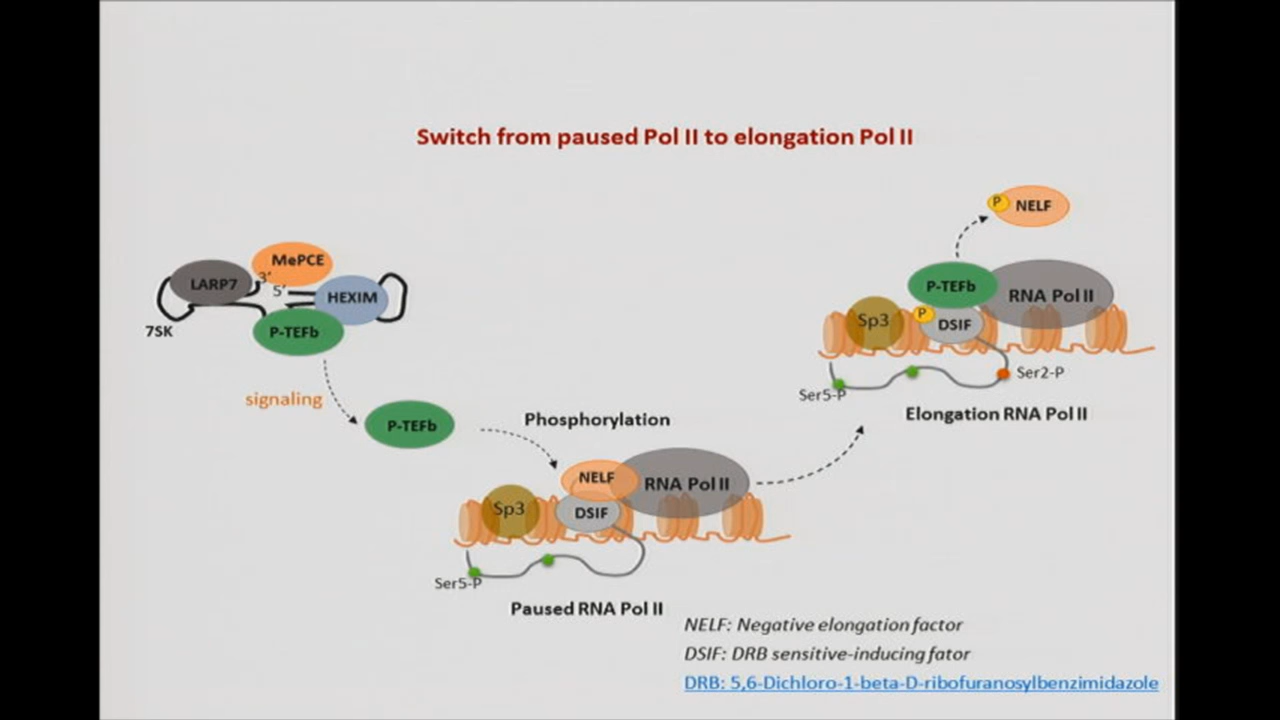 Switch from paused Pol II to elongation Pol II
P
NELF
MePCE
LARP7
3’
5’
HEXIM
7SK
P-TEFb
P-TEFb
RNA Pol II
Sp3
P
DSIF
Ser2-P
Ser5-P
Elongation RNA Pol II
signaling
P-TEFb
Phosphorylation
NELF
RNA Pol II
Sp3
DSIF
Ser5-P
Paused RNA Pol II
NELF: Negative elongation factor
DSIF: DRB sensitive-inducing fator
DRB: 5,6-Dichloro-1-beta-D-ribofuranosylbenzimidazole